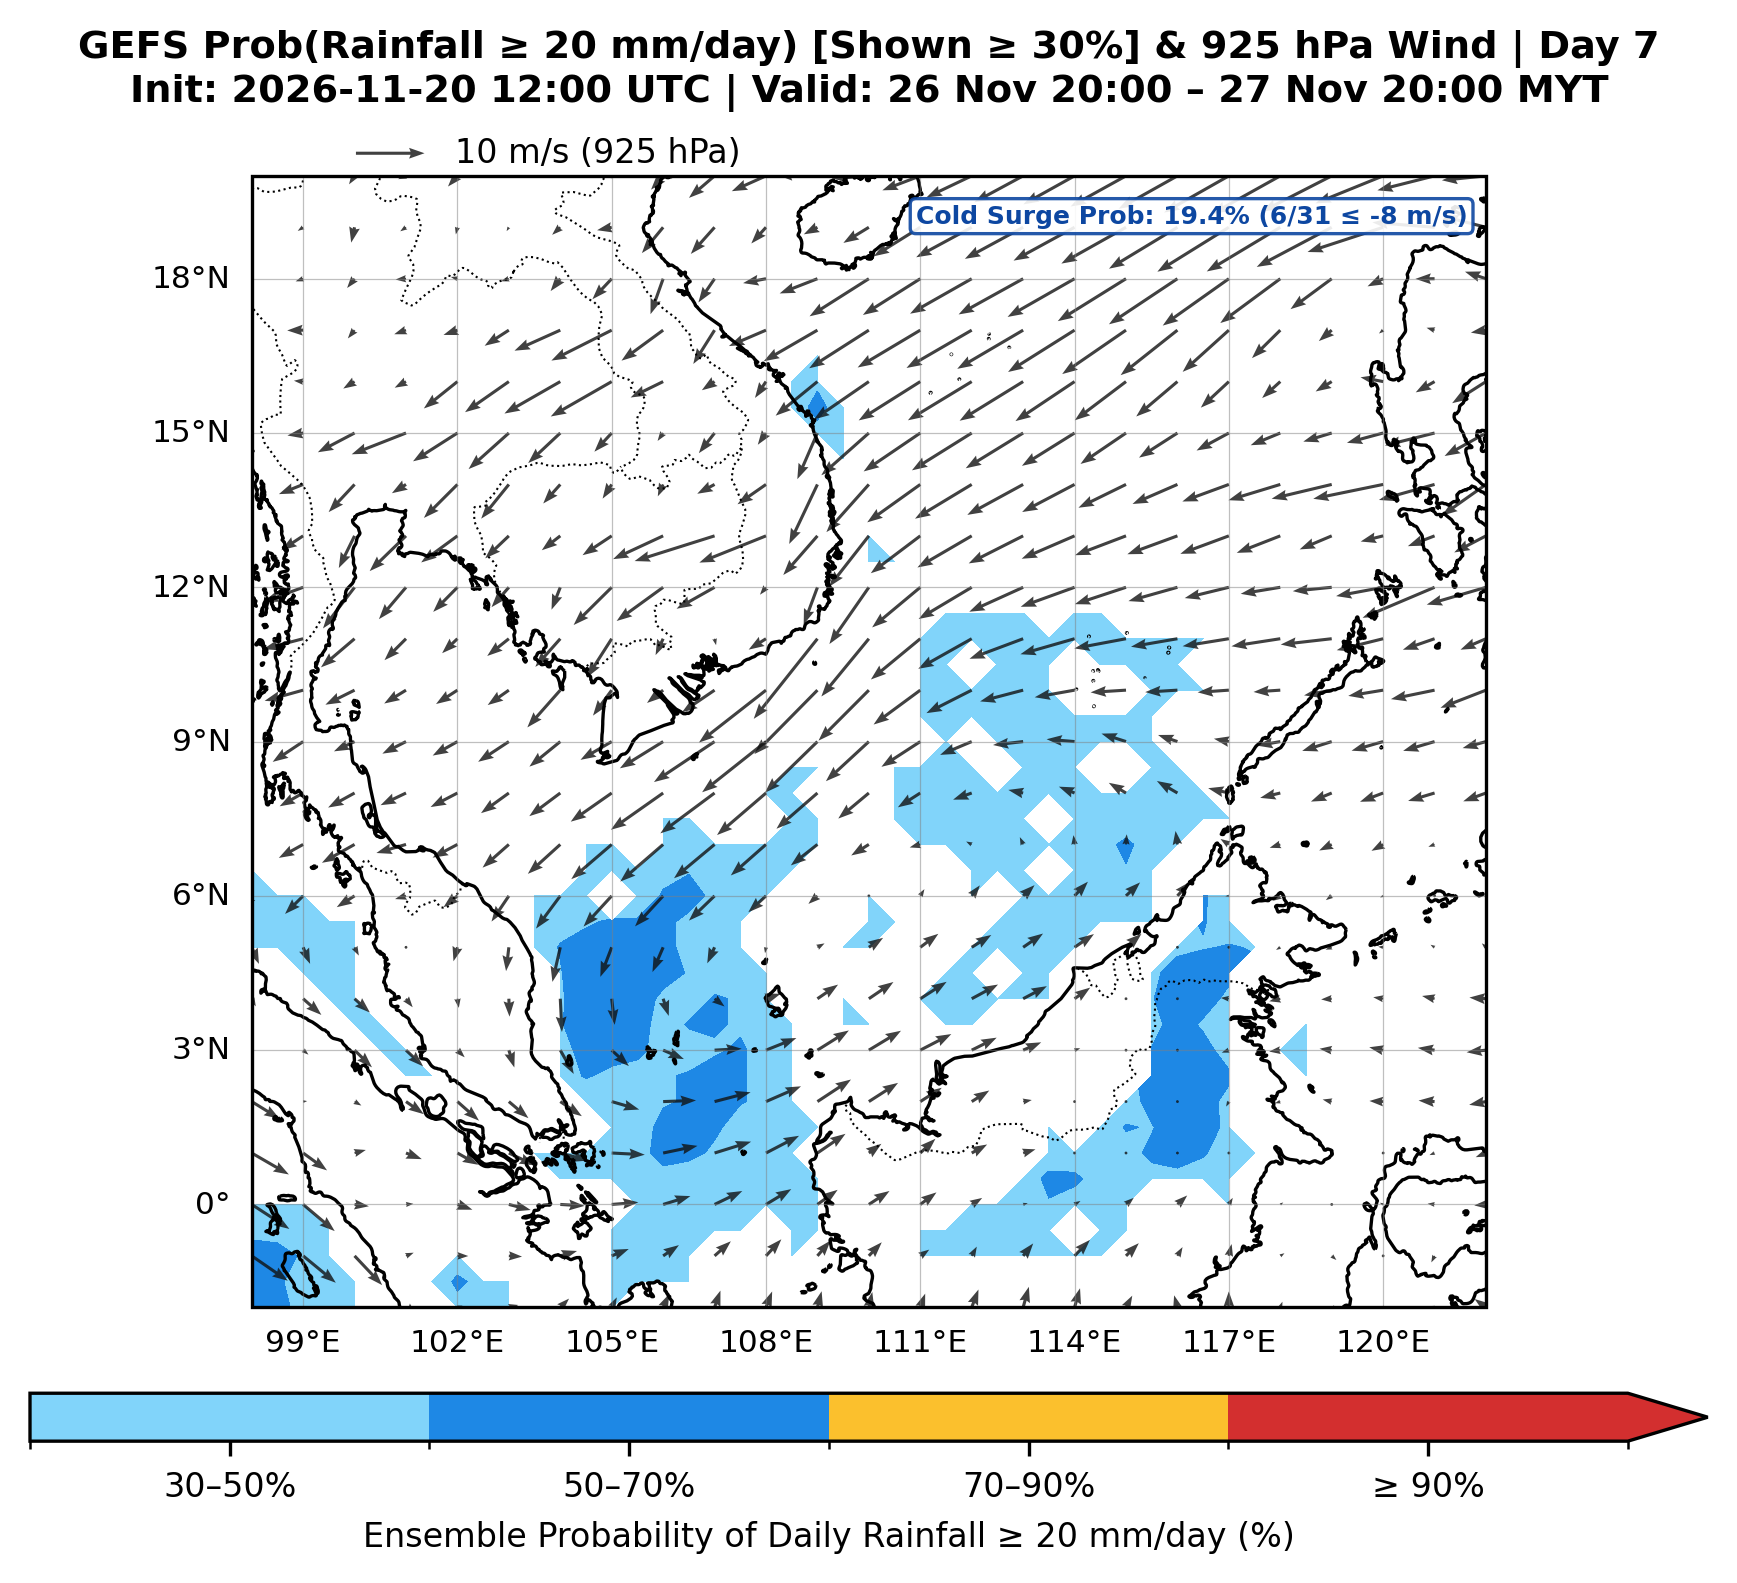 GEFS Prob(Rainfall ≥ 20 mm/day) [Shown ≥ 30%] & 925 hPa Wind | Day 7
Init: 2026-11-20 12:00 UTC | Valid: 26 Nov 20:00 – 27 Nov 20:00 MYT
10 m/s (925 hPa)
Cold Surge Prob: 19.4% (6/31 ≤ -8 m/s)
18°N
15°N
12°N
9°N
6°N
3°N
0°
99°E 102°E 105°E 108°E 111°E 114°E 117°E 120°E
30–50% 50–70% 70–90% ≥ 90%
Ensemble Probability of Daily Rainfall ≥ 20 mm/day (%)